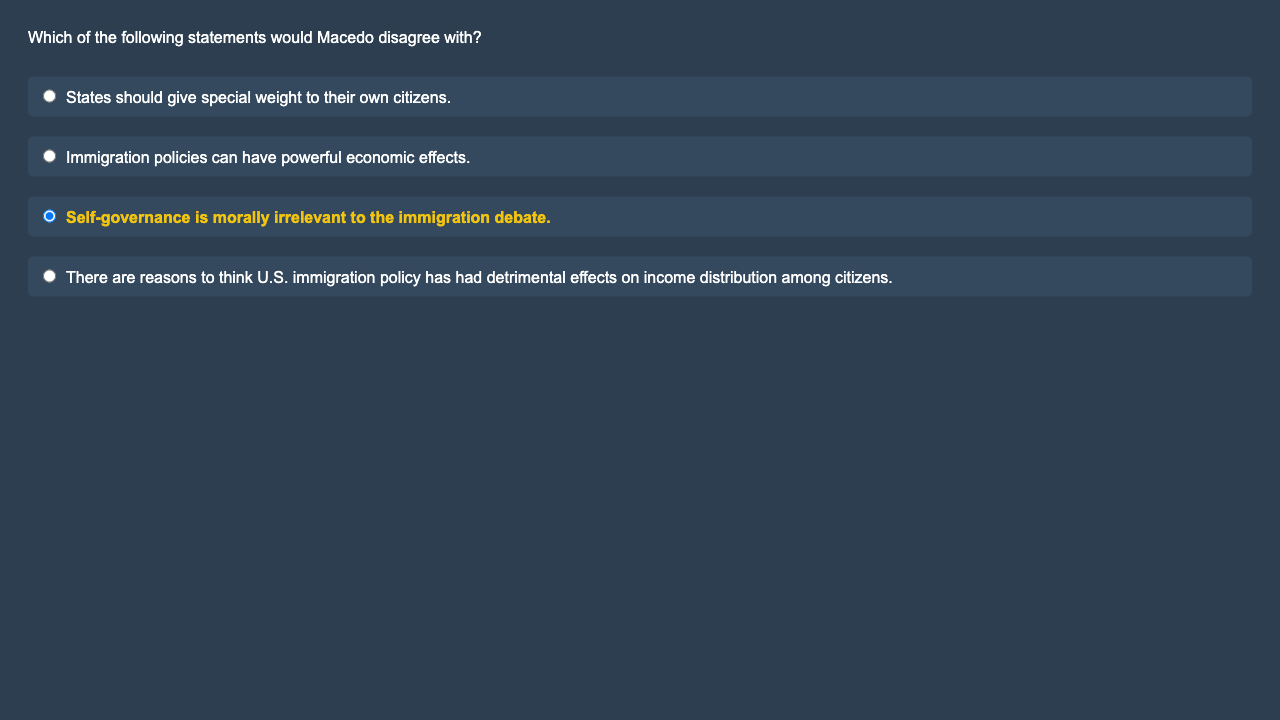 Which of the following statements would Macedo disagree with?
States should give special weight to their own citizens.
Immigration policies can have powerful economic effects.
Self-governance is morally irrelevant to the immigration debate.
There are reasons to think U.S. immigration policy has had detrimental effects on income distribution among citizens.